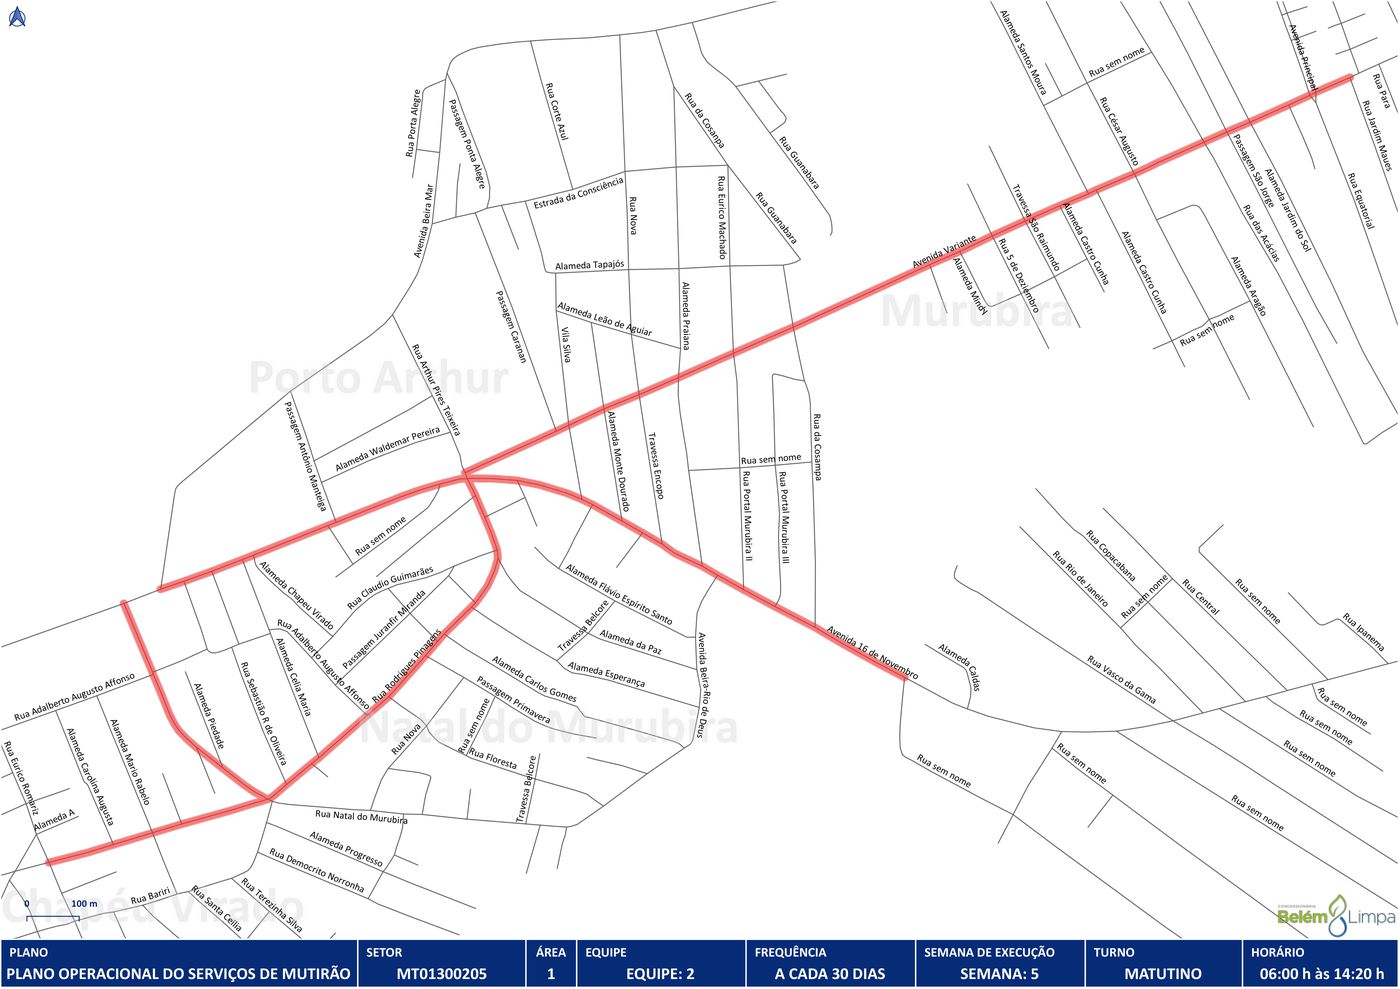 Alameda Santos Moura
Rua sem nome
Avenida Principal
Rua Para
Rua Jardim Maues
Rua César Augusto
Passagem São Jorge
Alameda Jardim do Sol
Rua Equatorial
Rua das Acácias
Rua Porta Alegre
Passagem Ponta Alegre
Rua Corte Azul
Rua da Cosanpa
Rua Guanabara
Rua Guanabara
Estrada da Consciência
Rua Nova
Rua Eurico Machado
Avenida Beira Mar
Alameda Tapajós
Avenida Variante
Travessa São Raimundo
Alameda Castro Cunha
Rua 5 de Dezembro
Alameda Mindy
Alameda Castro Cunha
Alameda Aragão
Rua sem nome
Murubira
Passagem Caranan
Alameda Leão de Aguiar
Alameda Praiana
Vila Silva
Porto Arthur
Rua Arthur Pires Teixeira
Passagem Antônio Manteiga
Alameda Waldemar Pereira
Alameda Monte Dourado
Travessa Encopo
Rua sem nome
Rua da Cosampa
Rua Portal Murubira II
Rua Portal Murubira III
Rua sem nome
Alameda Chapeu Virado
Rua Claudio Guimarães
Passagem Juranfir Miranda
Rua Adalberto Augusto Affonso
Rua Rodrigues Pinagens
Alameda Flávio Espírito Santo
Travessa Belcore
Alameda da Paz
Alameda Esperança
Avenida Beira-Rio de Deus
Avenida 16 de Novembro
Alameda Caldas
Rua Copacabana
Rua Rio de Janeiro
Rua sem nome
Rua Central
Rua sem nome
Rua Ipanema
Rua Vasco da Gama
Rua sem nome
Rua sem nome
Rua sem nome
Rua sem nome
Rua sem nome
Rua sem nome
Alameda Carlos Gomes
Passagem Primavera
Rua sem nome
Rua Nova
Rua Floresta
Travessa Belcore
Natal do Murubira
Rua Adalberto Augusto Affonso
Alameda Celia Maria
Rua Sebastião R de Oliveira
Alameda Piedade
Alameda Mario Rabelo
Alameda Carolina Augusta
Rua Eurico Romariz
Alameda A
Rua Natal do Murubira
Alameda Progresso
Rua Democrito Noronha
Rua Terezinha Silva
Rua Santa Ceilia
Rua Bariri
Chapéu Virado
0 100 m
CONCESSIONÁRIA
Belém Limpa
PLANO
PLANO OPERACIONAL DO SERVIÇOS DE MUTIRÃO
SETOR
MT01300205
ÁREA
1
EQUIPE
EQUIPE: 2
FREQUÊNCIA
A CADA 30 DIAS
SEMANA DE EXECUÇÃO
SEMANA: 5
TURNO
MATUTINO
HORÁRIO
06:00 h às 14:20 h